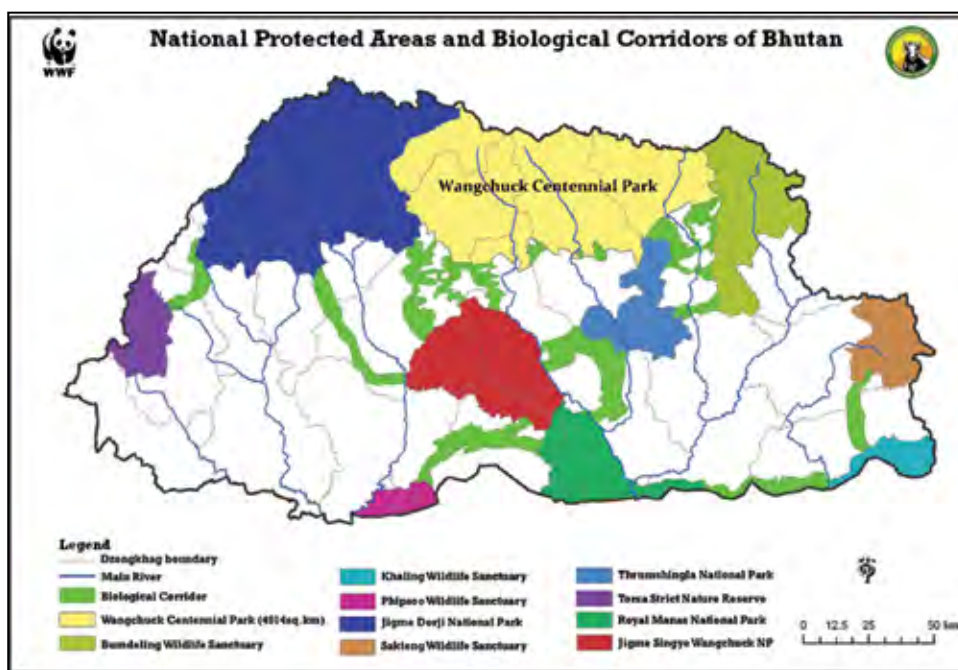 National Protected Areas and Biological Corridors of Bhutan
WWF
Wangchuck Centennial Park
Legend
Dzongkhag boundary
Main River
Biological Corridor
Wangchuck Centennial Park (4914sq.km)
Bumdeling Wildlife Sanctuary
Khaling Wildlife Sanctuary
Phipsoo Wildlife Sanctuary
Jigme Dorji National Park
Sakteng Wildlife Sanctuary
Thrumshingla National Park
Torsa Strict Nature Reserve
Royal Manas National Park
Jigme Singye Wangchuck NP
0 12.5 25 50 km